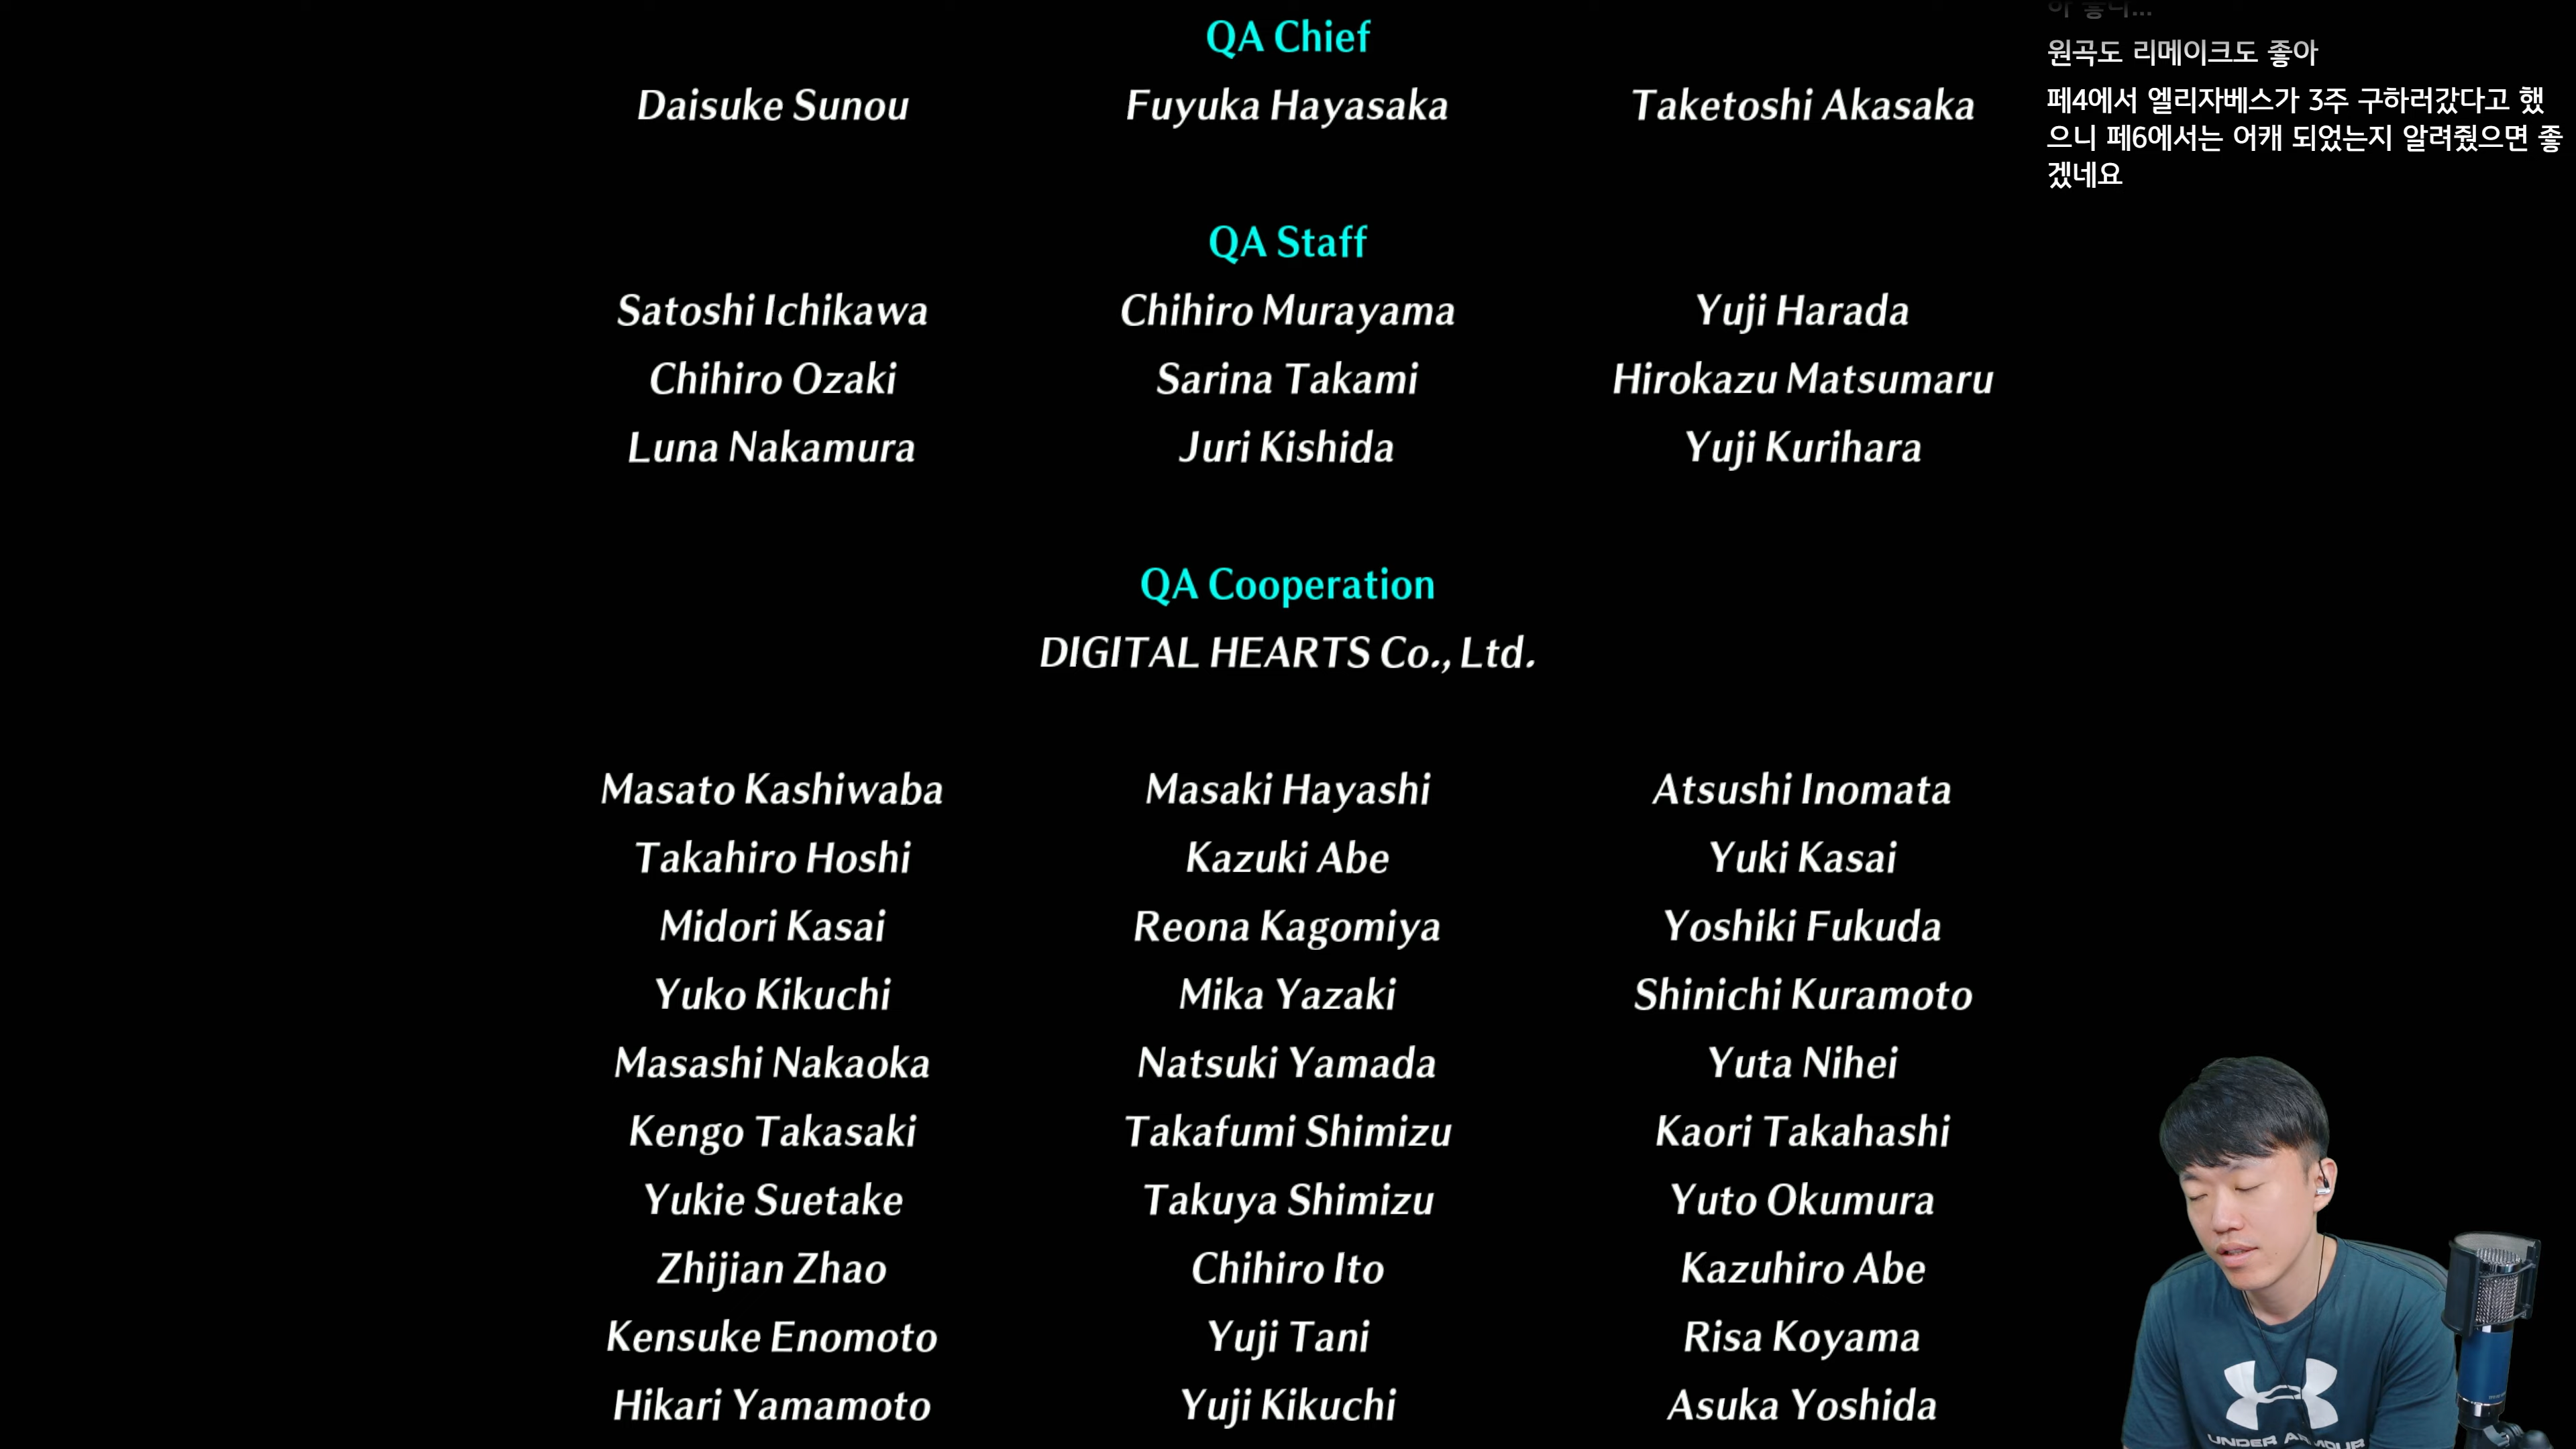 QA Chief
Daisuke Sunou Fuyuka Hayasaka Taketoshi Akasaka
QA Staff
Satoshi Ichikawa Chihiro Murayama Yuji Harada
Chihiro Ozaki Sarina Takami Hirokazu Matsumaru
Luna Nakamura Juri Kishida Yuji Kurihara
QA Cooperation
DIGITAL HEARTS Co., Ltd.
Masato Kashiwaba Masaki Hayashi Atsushi Inomata
Takahiro Hoshi Kazuki Abe Yuki Kasai
Midori Kasai Reona Kagomiya Yoshiki Fukuda
Yuko Kikuchi Mika Yazaki Shinichi Kuramoto
Masashi Nakaoka Natsuki Yamada Yuta Nihei
Kengo Takasaki Takafumi Shimizu Kaori Takahashi
Yukie Suetake Takuya Shimizu Yuto Okumura
Zhijian Zhao Chihiro Ito Kazuhiro Abe
Kensuke Enomoto Yuji Tani Risa Koyama
Hikari Yamamoto Yuji Kikuchi Asuka Yoshida
원곡도 리메이크도 좋아
페4에서 엘리자베스가 3주 구하러갔다고 했
으니 페6에서는 어캐 되었는지 알려줬으면 좋
겠네요
UNDER ARMOUR